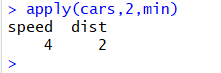 > apply(cars,2,min)
speed  dist
    4     2
>